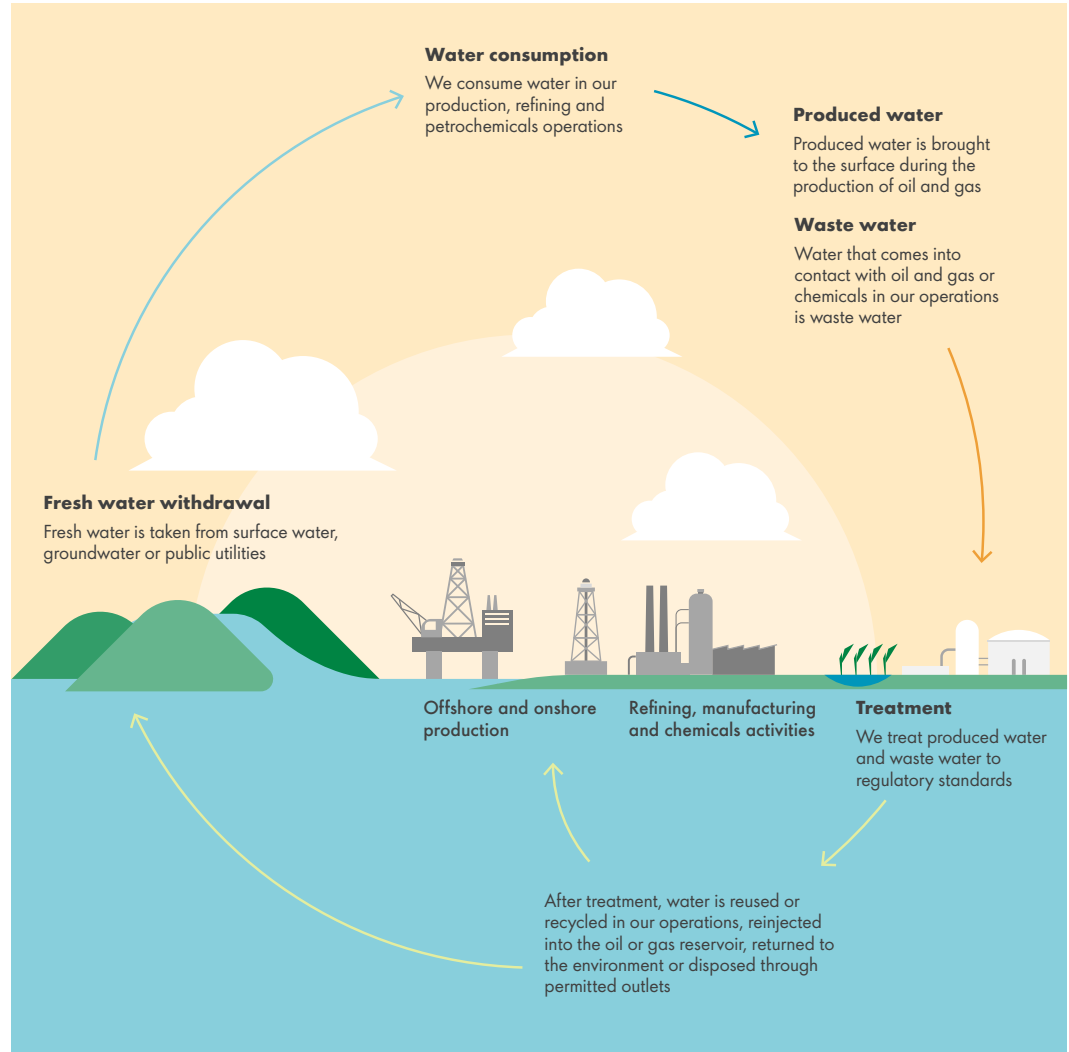 Water consumption
We consume water in our
production, refining and
petrochemicals operations
Produced water
Produced water is brought
to the surface during the
production of oil and gas
Waste water
Water that comes into
contact with oil and gas or
chemicals in our operations
is waste water
Fresh water withdrawal
Fresh water is taken from surface water,
groundwater or public utilities
Offshore and onshore
production
Refining, manufacturing
and chemicals activities
Treatment
We treat produced water
and waste water to
regulatory standards
After treatment, water is reused or
recycled in our operations, reinjected
into the oil or gas reservoir, returned to
the environment or disposed through
permitted outlets